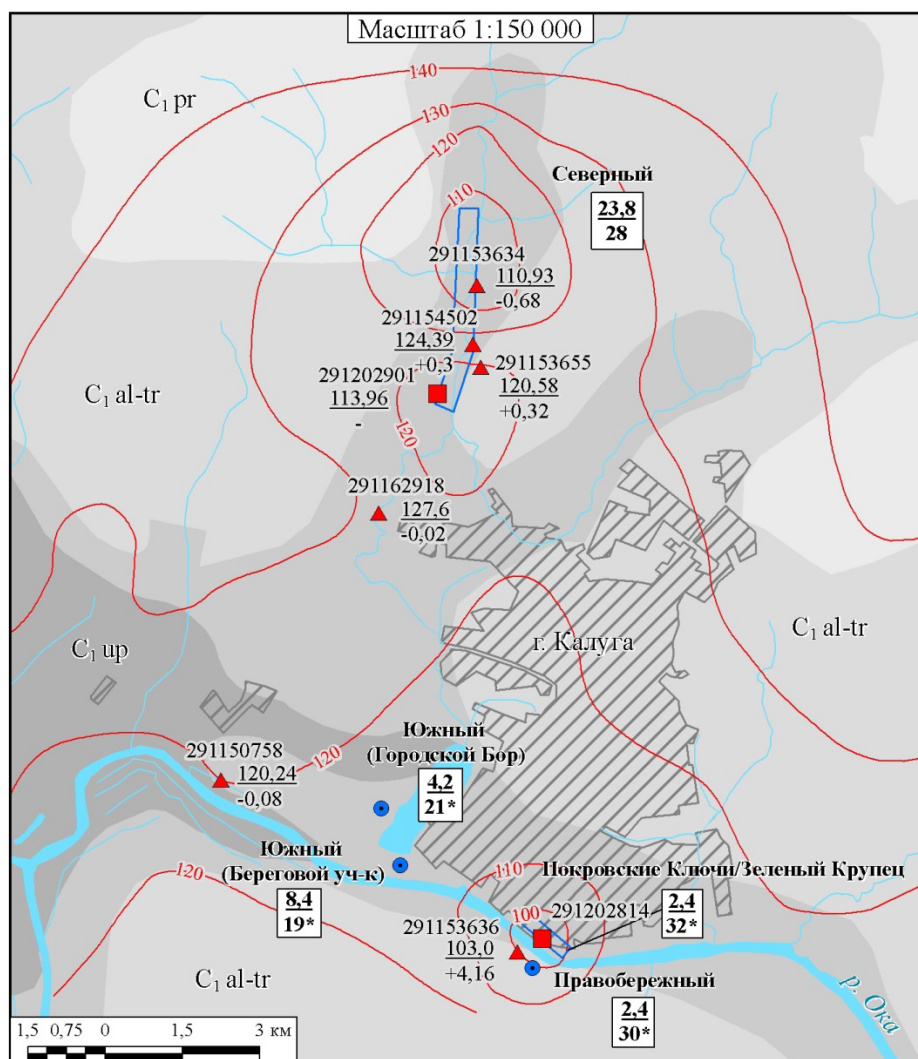 Масштаб 1:150 000
140
C₁ pr
130
120
Северный
110
23,8
28
291153634
110,93
-0,68
291154502
124,39
+0,3
291153655
120,58
+0,32
291202901
113,96
-
C₁ al-tr
120
291162918
127,6
-0,02
C₁ up
г. Калуга
C₁ al-tr
Южный
(Городской Бор)
4,2
21*
120
291150758
120,24
-0,08
Южный
(Береговой уч-к)
8,4
19*
120
110
Покровские Ключи/Зеленый Крупец
2,4
32*
100
291202814
291153636
103,0
+4,16
Правобережный
2,4
30*
C₁ al-tr
р. Ока
1,5 0,75 0 1,5 3 км